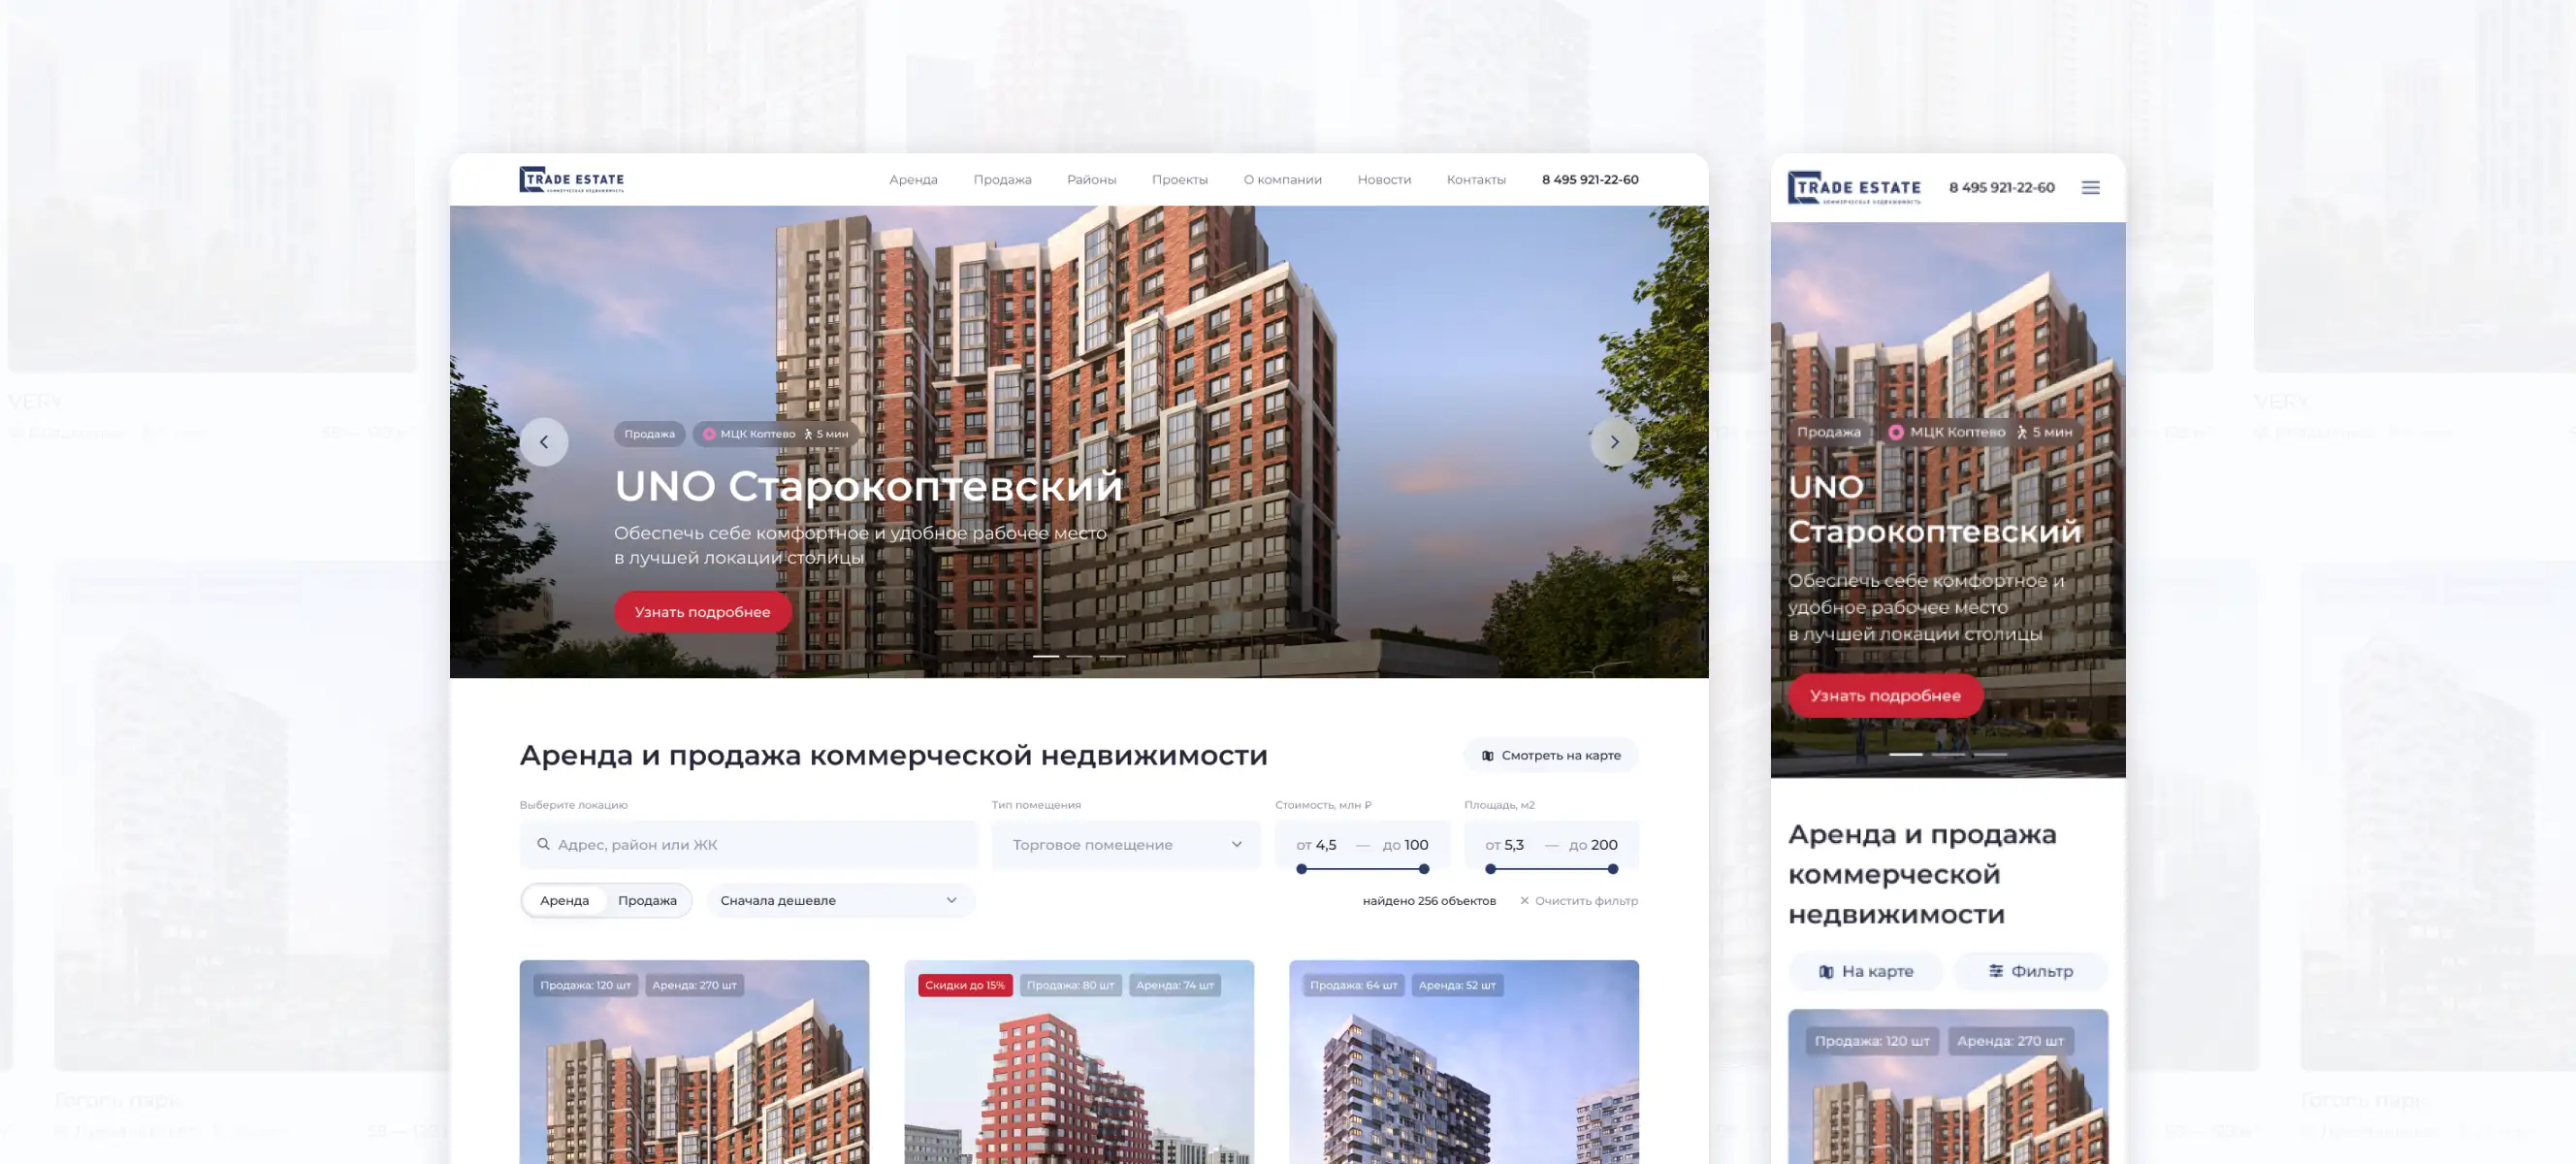 TRADE ESTATE
КОММЕРЧЕСКАЯ НЕДВИЖИМОСТЬ
Аренда Продажа Районы Проекты О компании Новости Контакты 8 495 921-22-60
Продажа МЦК Коптево 5 мин
UNO Старокоптевский
Обеспечь себе комфортное и удобное рабочее место
в лучшей локации столицы
Узнать подробнее
Аренда и продажа коммерческой недвижимости
Смотреть на карте
Выберите локацию Тип помещения Стоимость, млн ₽ Площадь, м2
Адрес, район или ЖК Торговое помещение от 4,5 — до 100 от 5,3 — до 200
Аренда Продажа Сначала дешевле найдено 256 объектов × Очистить фильтр
Продажа: 120 шт Аренда: 270 шт
Скидки до 15% Продажа: 80 шт Аренда: 74 шт
Продажа: 64 шт Аренда: 52 шт
TRADE ESTATE
КОММЕРЧЕСКАЯ НЕДВИЖИМОСТЬ
8 495 921-22-60
Продажа МЦК Коптево 5 мин
UNO
Старокоптевский
Обеспечь себе комфортное и
удобное рабочее место
в лучшей локации столицы
Узнать подробнее
Аренда и продажа
коммерческой
недвижимости
На карте Фильтр
Продажа: 120 шт Аренда: 270 шт
VERY
VERY
Гоголь парк
Гоголь парк